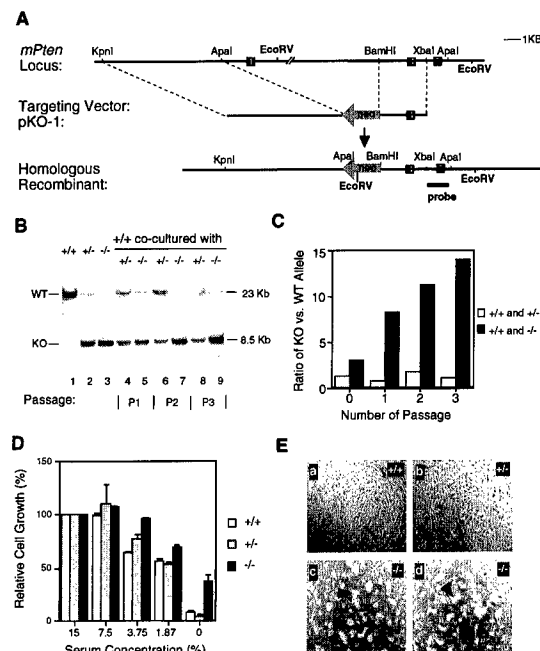 A
mPten
Locus:
KpnI
ApaI
EcoRV
BamHI
XbaI
ApaI
EcoRV
1KB
Targeting Vector:
pKO-1:
Homologous
Recombinant:
KpnI
ApaI
EcoRV
BamHI
XbaI
ApaI
EcoRV
probe
B
+/+ co-cultured with
+/+ +/- -/- +/- -/- +/- -/- +/- -/-
WT
23 Kb
KO
8.5 Kb
1 2 3 4 5 6 7 8 9
Passage: | P1 | P2 | P3 |
C
Ratio of KO vs. WT Allele
15
10
5
0
+/+ and +/-
+/+ and -/-
0 1 2 3
Number of Passage
D
Relative Cell Growth (%)
150
100
50
0
+/+
+/-
-/-
15 7.5 3.75 1.87 0
Serum Concentration (%)
E
a +/+
b +/-
c -/-
d -/-